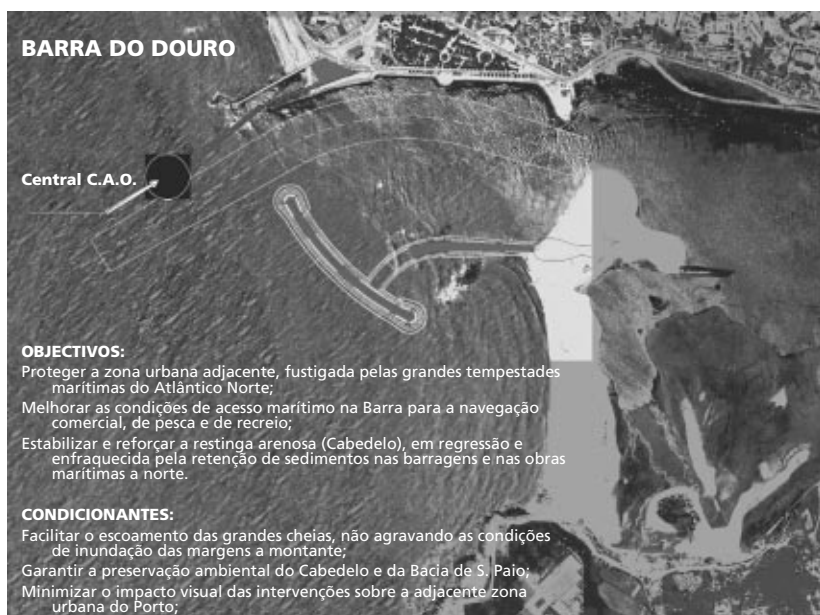 BARRA DO DOURO
Central C.A.O.
OBJECTIVOS:
Proteger a zona urbana adjacente, fustigada pelas grandes tempestades
marítimas do Atlântico Norte;
Melhorar as condições de acesso marítimo na Barra para a navegação
comercial, de pesca e de recreio;
Estabilizar e reforçar a restinga arenosa (Cabedelo), em regressão e
enfraquecida pela retenção de sedimentos nas barragens e nas obras
marítimas a norte.
CONDICIONANTES:
Facilitar o escoamento das grandes cheias, não agravando as condições
de inundação das margens a montante;
Garantir a preservação ambiental do Cabedelo e da Bacia de S. Paio;
Minimizar o impacto visual das intervenções sobre a adjacente zona
urbana do Porto;